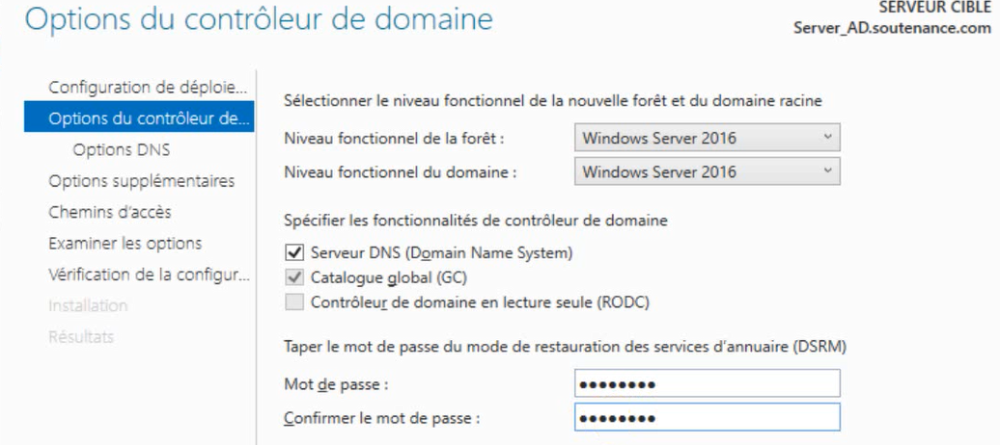 Options du contrôleur de domaine
SERVEUR CIBLE
Server_AD.soutenance.com
Configuration de déploie...
Options du contrôleur de...
Options DNS
Options supplémentaires
Chemins d'accès
Examiner les options
Vérification de la configur...
Installation
Résultats
Sélectionner le niveau fonctionnel de la nouvelle forêt et du domaine racine
Niveau fonctionnel de la forêt : Windows Server 2016
Niveau fonctionnel du domaine : Windows Server 2016
Spécifier les fonctionnalités de contrôleur de domaine
Serveur DNS (Domain Name System)
Catalogue global (GC)
Contrôleur de domaine en lecture seule (RODC)
Taper le mot de passe du mode de restauration des services d'annuaire (DSRM)
Mot de passe : ••••••••
Confirmer le mot de passe : ••••••••